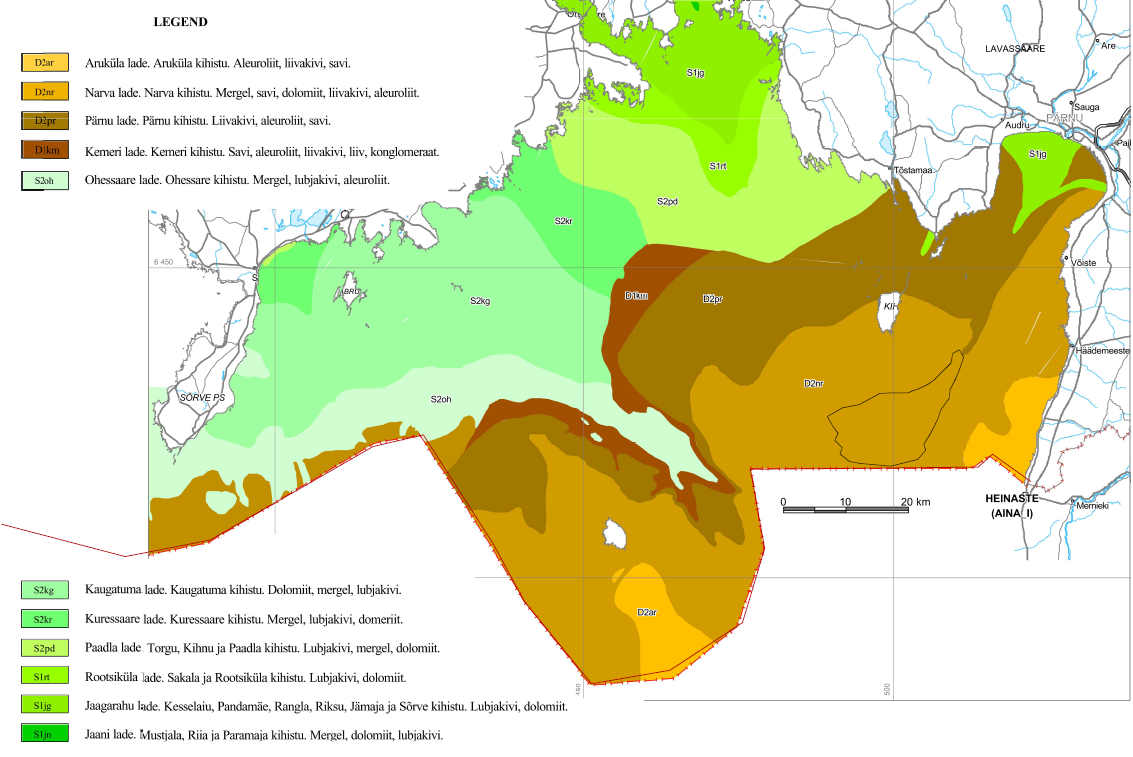 LEGEND
D2ar Aruküla lade. Aruküla kihistu. Aleuroliit, liivakivi, savi.
D2nr Narva lade. Narva kihistu. Mergel, savi, dolomiit, liivakivi, aleuroliit.
D2pr Pärnu lade. Pärnu kihistu. Liivakivi, aleuroliit, savi.
D1km Kemeri lade. Kemeri kihistu. Savi, aleuroliit, liivakivi, liiv, konglomeraat.
S2oh Ohessaare lade. Ohessare kihistu. Mergel, lubjakivi, aleuroliit.
S1jg
LAVASSAARE
Are
Sauga
PÄRNU
Audru
S1jg
S1rt
Tõstamaa
S2pd
S2kr
6 450
S
Võiste
ABRU
D1km
D2pr
S2kg
KIH
Häädemeeste
D2nr
SÕRVE PS
S2oh
HEINASTE
(AINA I)
Mernieki
0 10 20 km
D2ar
500
S2kg Kaugatuma lade. Kaugatuma kihistu. Dolomiit, mergel, lubjakivi.
S2kr Kuressaare lade. Kuressaare kihistu. Mergel, lubjakivi, domeriit.
S2pd Paadla lade Torgu, Kihnu ja Paadla kihistu. Lubjakivi, mergel, dolomiit.
S1rt Rootsiküla lade. Sakala ja Rootsiküla kihistu. Lubjakivi, dolomiit.
S1jg Jaagarahu lade. Kesselaiu, Pandamäe, Rangla, Riksu, Jämaja ja Sõrve kihistu. Lubjakivi, dolomiit.
S1jn Jaani lade. Mustjala, Riia ja Paramaja kihistu. Mergel, dolomiit, lubjakivi.